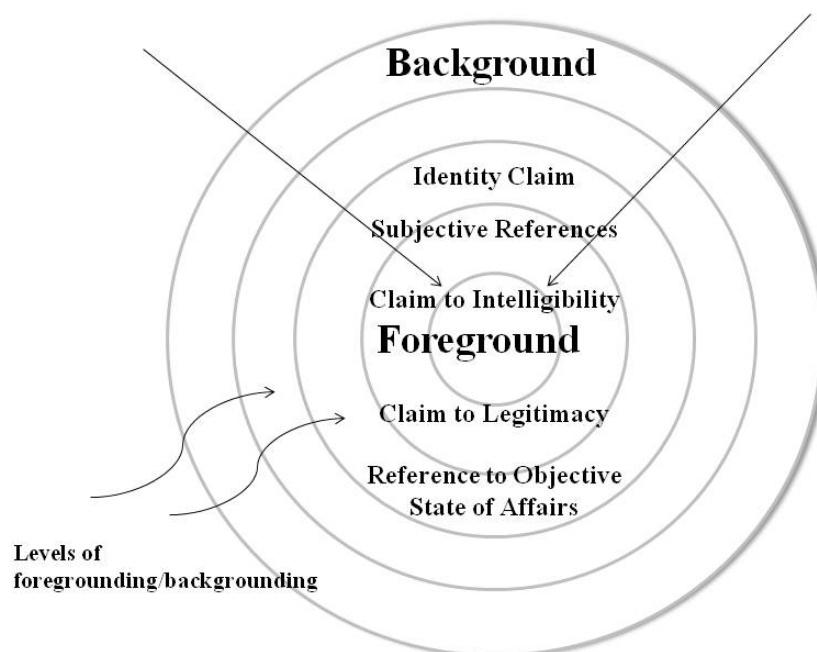 Background
Identity Claim
Subjective References
Claim to Intelligibility
Foreground
Claim to Legitimacy
Reference to Objective
State of Affairs
Levels of
foregrounding/backgrounding